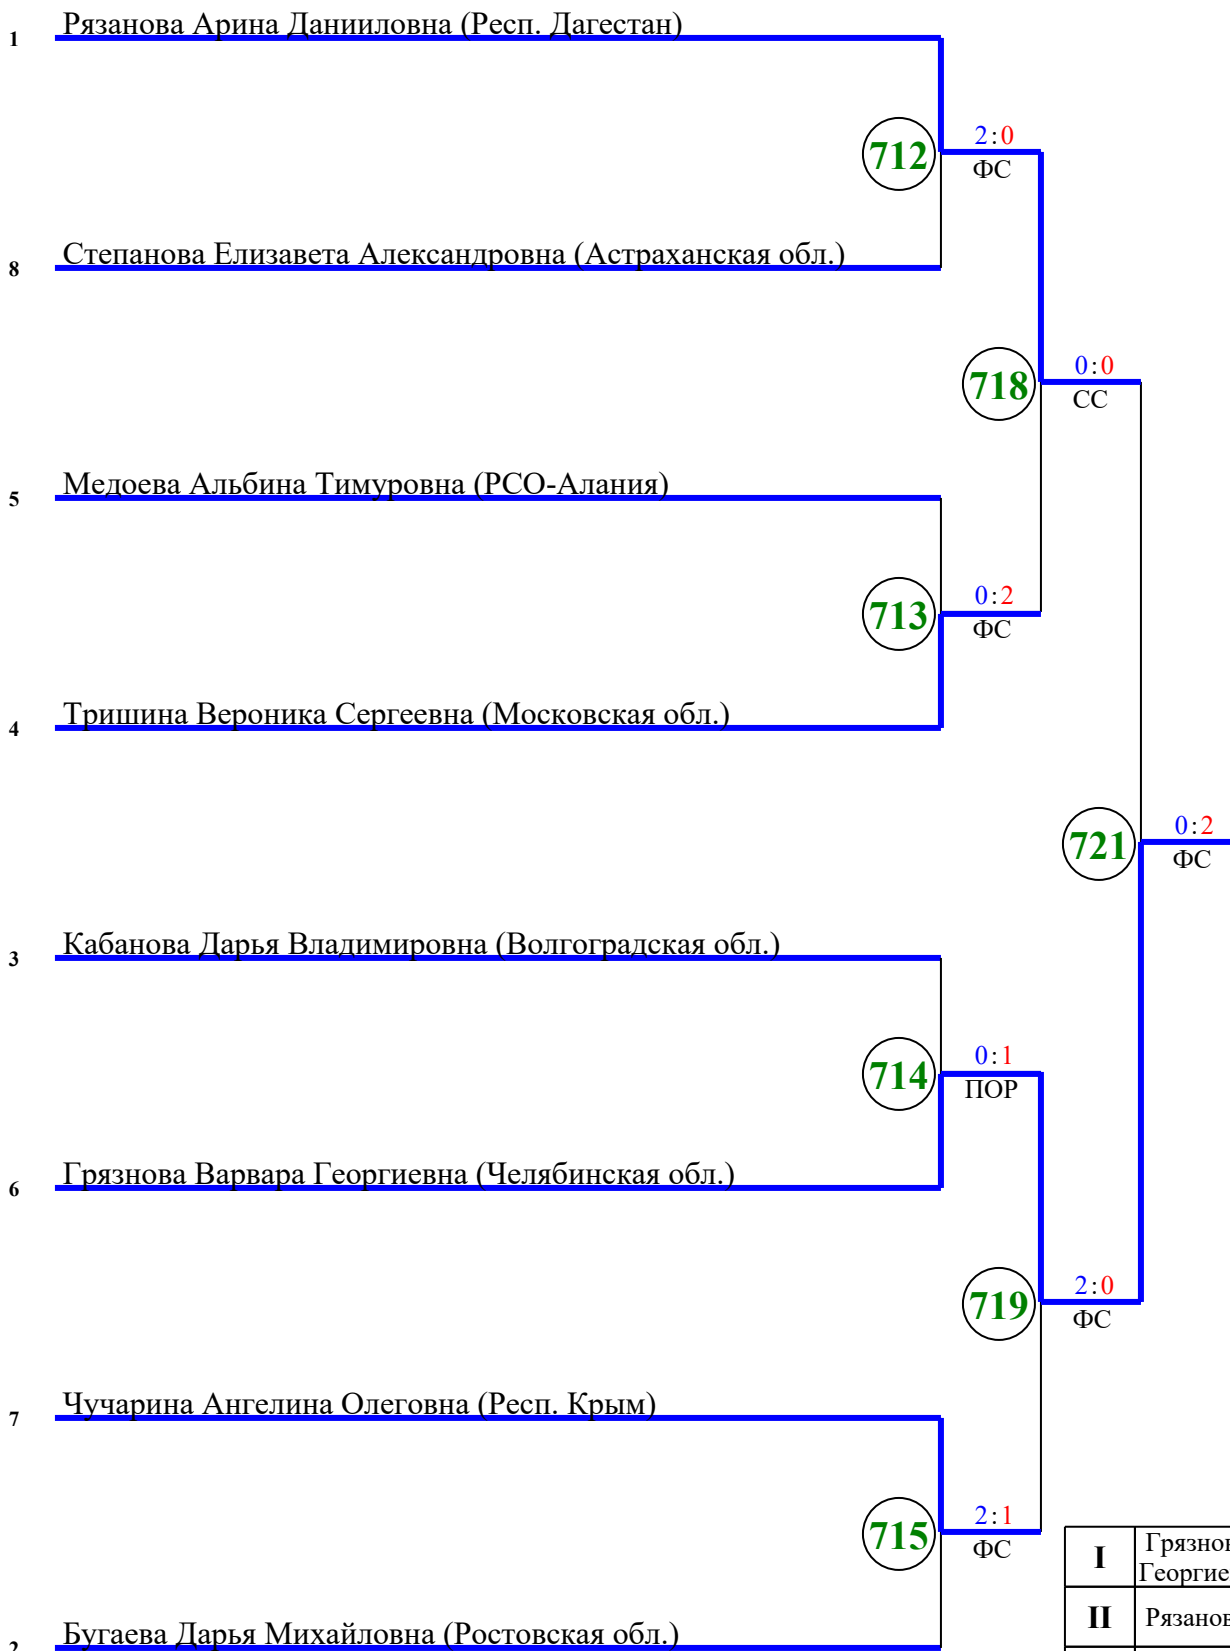 Рязанова Арина Данииловна (Респ. Дагестан)
1
2:0
712
ФС
Степанова Елизавета Александровна (Астраханская обл.)
8
0:0
718
СС
Медоева Альбина Тимуровна (РСО-Алания)
5
0:2
713
ФС
Тришина Вероника Сергеевна (Московская обл.)
4
0:2
721
ФС
Кабанова Дарья Владимировна (Волгоградская обл.)
3
0:1
714
ПОР
Грязнова Варвара Георгиевна (Челябинская обл.)
6
2:0
719
ФС
Чучарина Ангелина Олеговна (Респ. Крым)
7
2:1
715
ФС
I Грязнов
Георгие
II Рязанов
Бугаева Дарья Михайловна (Ростовская обл.)
2